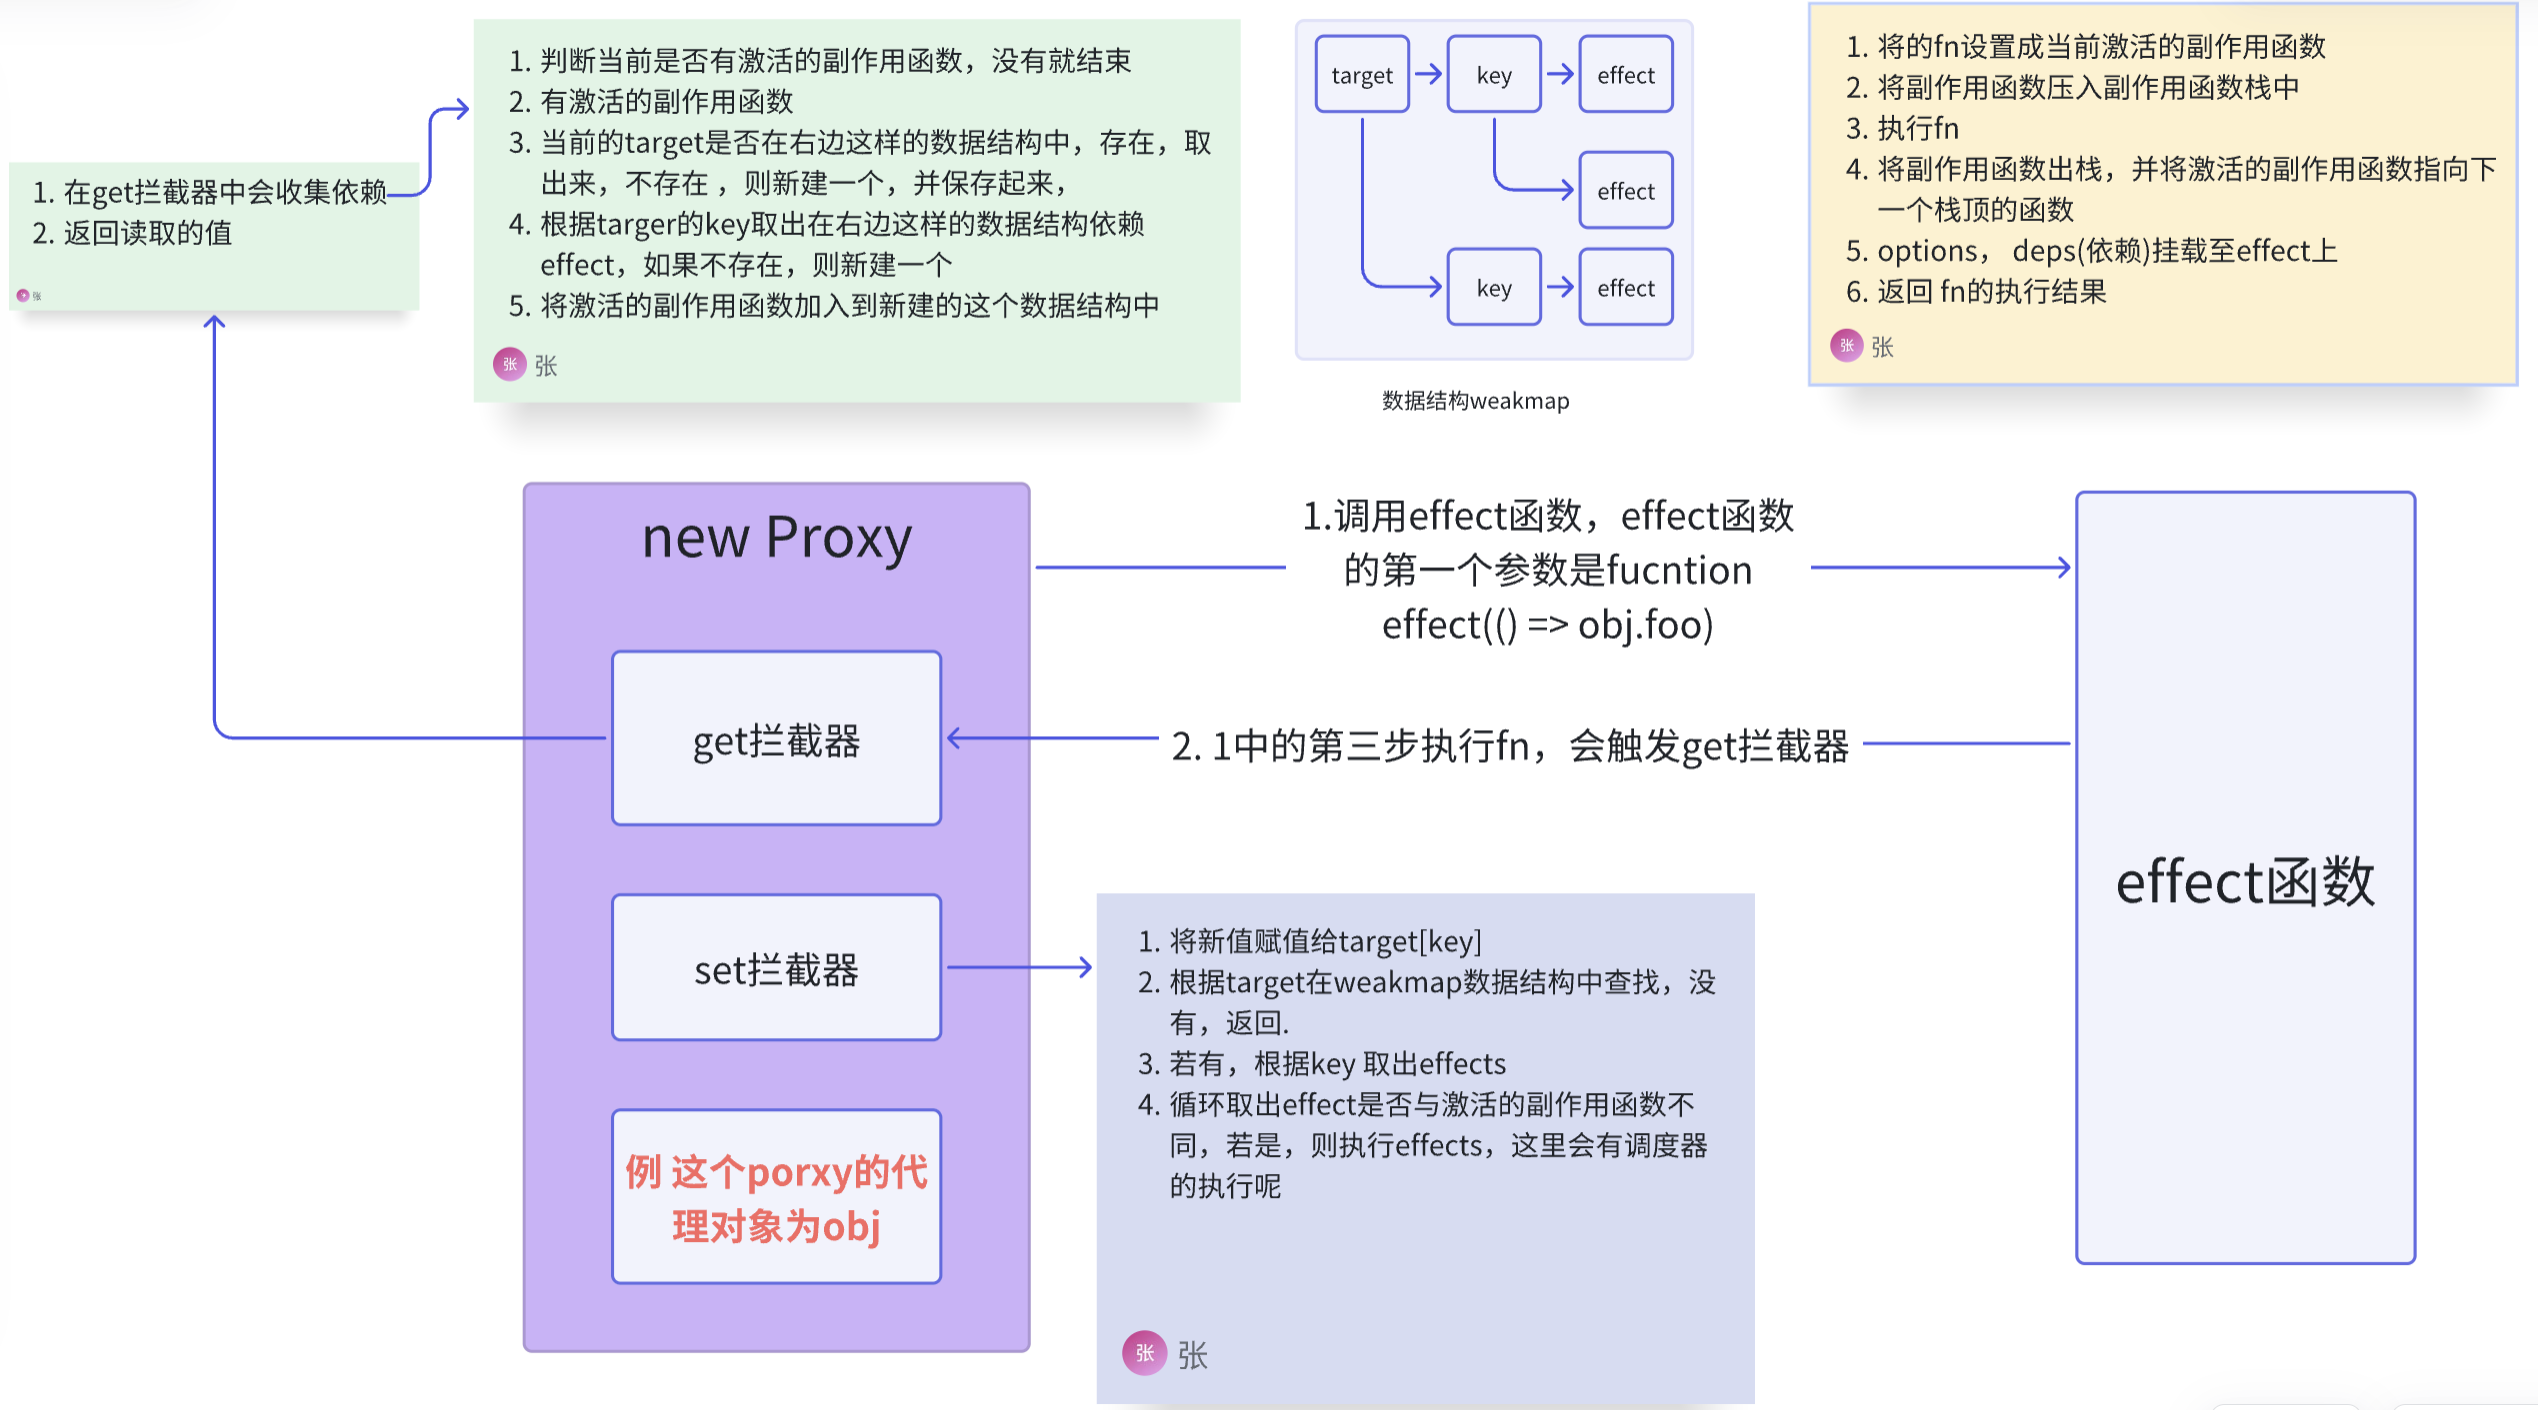 1. 在get拦截器中会收集依赖
2. 返回读取的值
张
1. 判断当前是否有激活的副作用函数，没有就结束
2. 有激活的副作用函数
3. 当前的target是否在右边这样的数据结构中，存在，取
出来，不存在 ，则新建一个，并保存起来，
4. 根据targer的key取出在右边这样的数据结构依赖
effect，如果不存在，则新建一个
5. 将激活的副作用函数加入到新建的这个数据结构中
张 张
target key effect
effect
key effect
数据结构weakmap
1. 将的fn设置成当前激活的副作用函数
2. 将副作用函数压入副作用函数栈中
3. 执行fn
4. 将副作用函数出栈，并将激活的副作用函数指向下
一个栈顶的函数
5. options， deps(依赖)挂载至effect上
6. 返回 fn的执行结果
张 张
new Proxy
get拦截器
set拦截器
例 这个porxy的代
理对象为obj
1.调用effect函数，effect函数
的第一个参数是fucntion
effect(() => obj.foo)
2. 1中的第三步执行fn，会触发get拦截器
1. 将新值赋值给target[key]
2. 根据target在weakmap数据结构中查找，没
有，返回.
3. 若有，根据key 取出effects
4. 循环取出effect是否与激活的副作用函数不
同，若是，则执行effects，这里会有调度器
的执行呢
张 张
effect函数